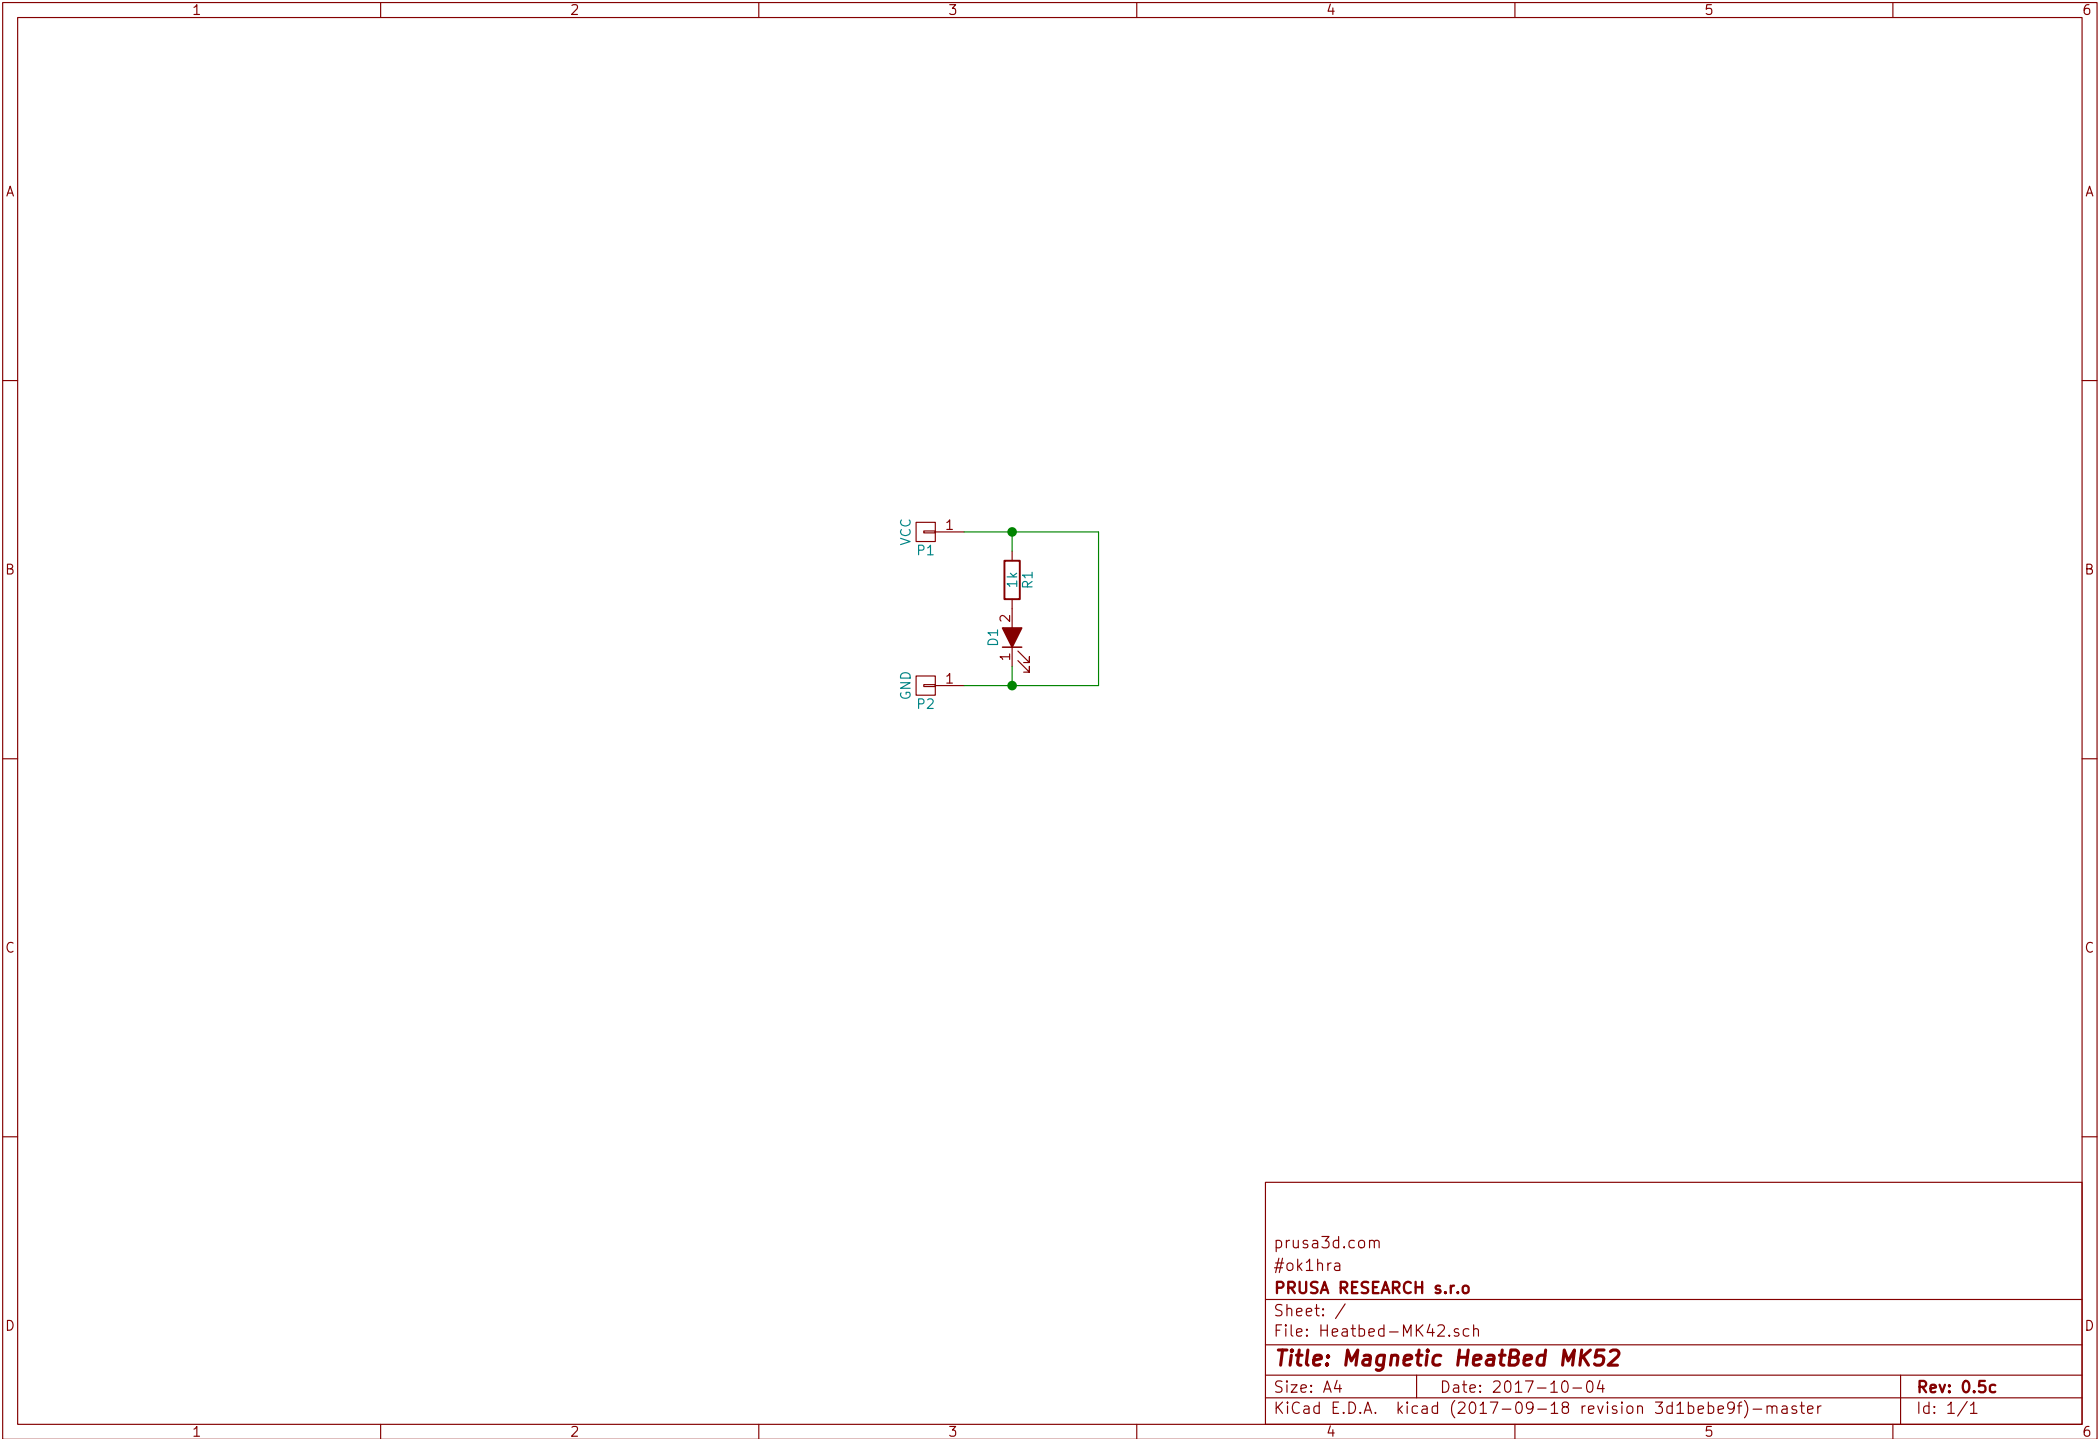 1 2 3 4 5 6
A A
VCC 1
P1
B B
1k R1
2
D1
1
GND 1
P2
C C
prusa3d.com
#ok1hra
PRUSA RESEARCH s.r.o
Sheet: /
D D
File: Heatbed-MK42.sch
Title: Magnetic HeatBed MK52
Size: A4 Date: 2017-10-04 Rev: 0.5c
KiCad E.D.A. kicad (2017-09-18 revision 3d1bebe9f)-master Id: 1/1
1 2 3 4 5 6